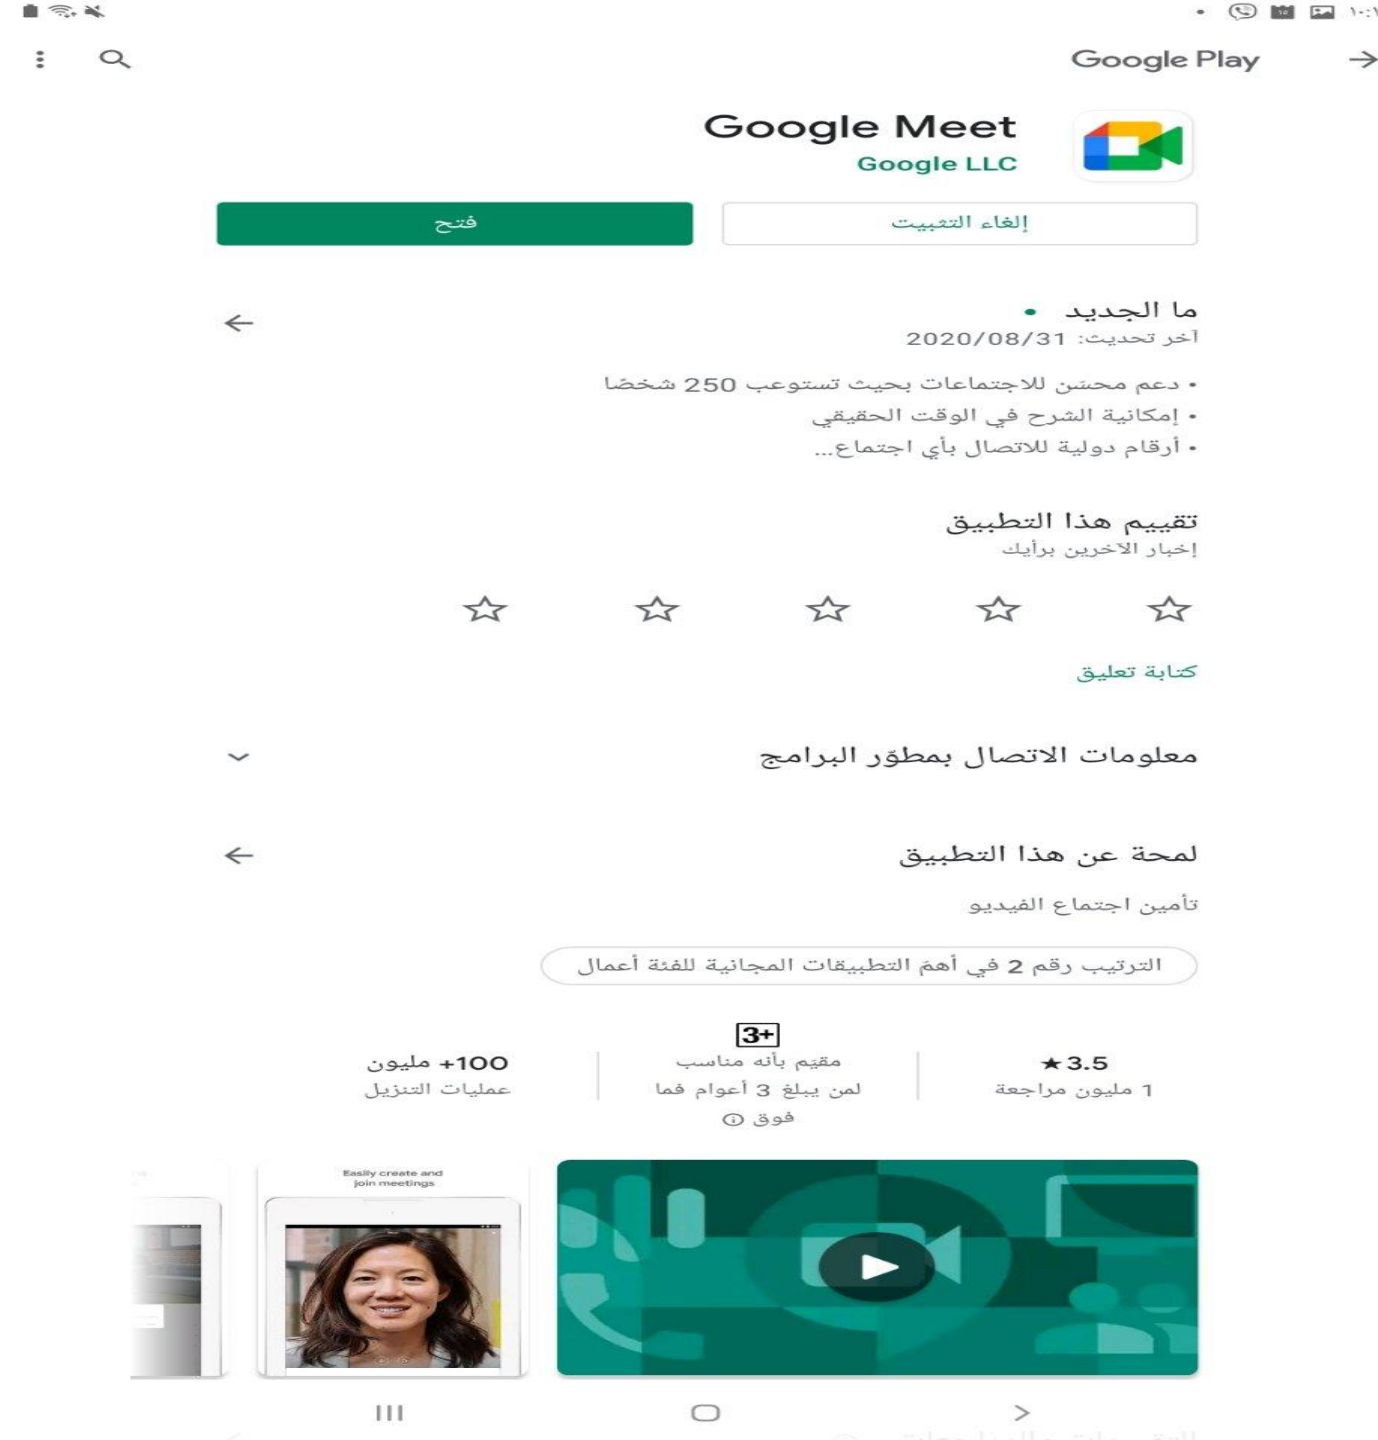 ١٠:١
Google Play
Google Meet
Google LLC
إلغاء التثبيت
فتح
ما الجديد •
آخر تحديث: 2020/08/31
• دعم محسّن للاجتماعات بحيث تستوعب 250 شخصًا
• إمكانية الشرح في الوقت الحقيقي
• أرقام دولية للاتصال بأي اجتماع...
تقييم هذا التطبيق
إخبار الآخرين برأيك
كتابة تعليق
معلومات الاتصال بمطوّر البرامج
لمحة عن هذا التطبيق
تأمين اجتماع الفيديو
الترتيب رقم 2 في أهمّ التطبيقات المجانية للفئة أعمال
3.5★
1 مليون مراجعة
3+
مقيّم بأنه مناسب
لمن يبلغ 3 أعوام فما
فوق
100+ مليون
عمليات التنزيل
Easily create and
join meetings